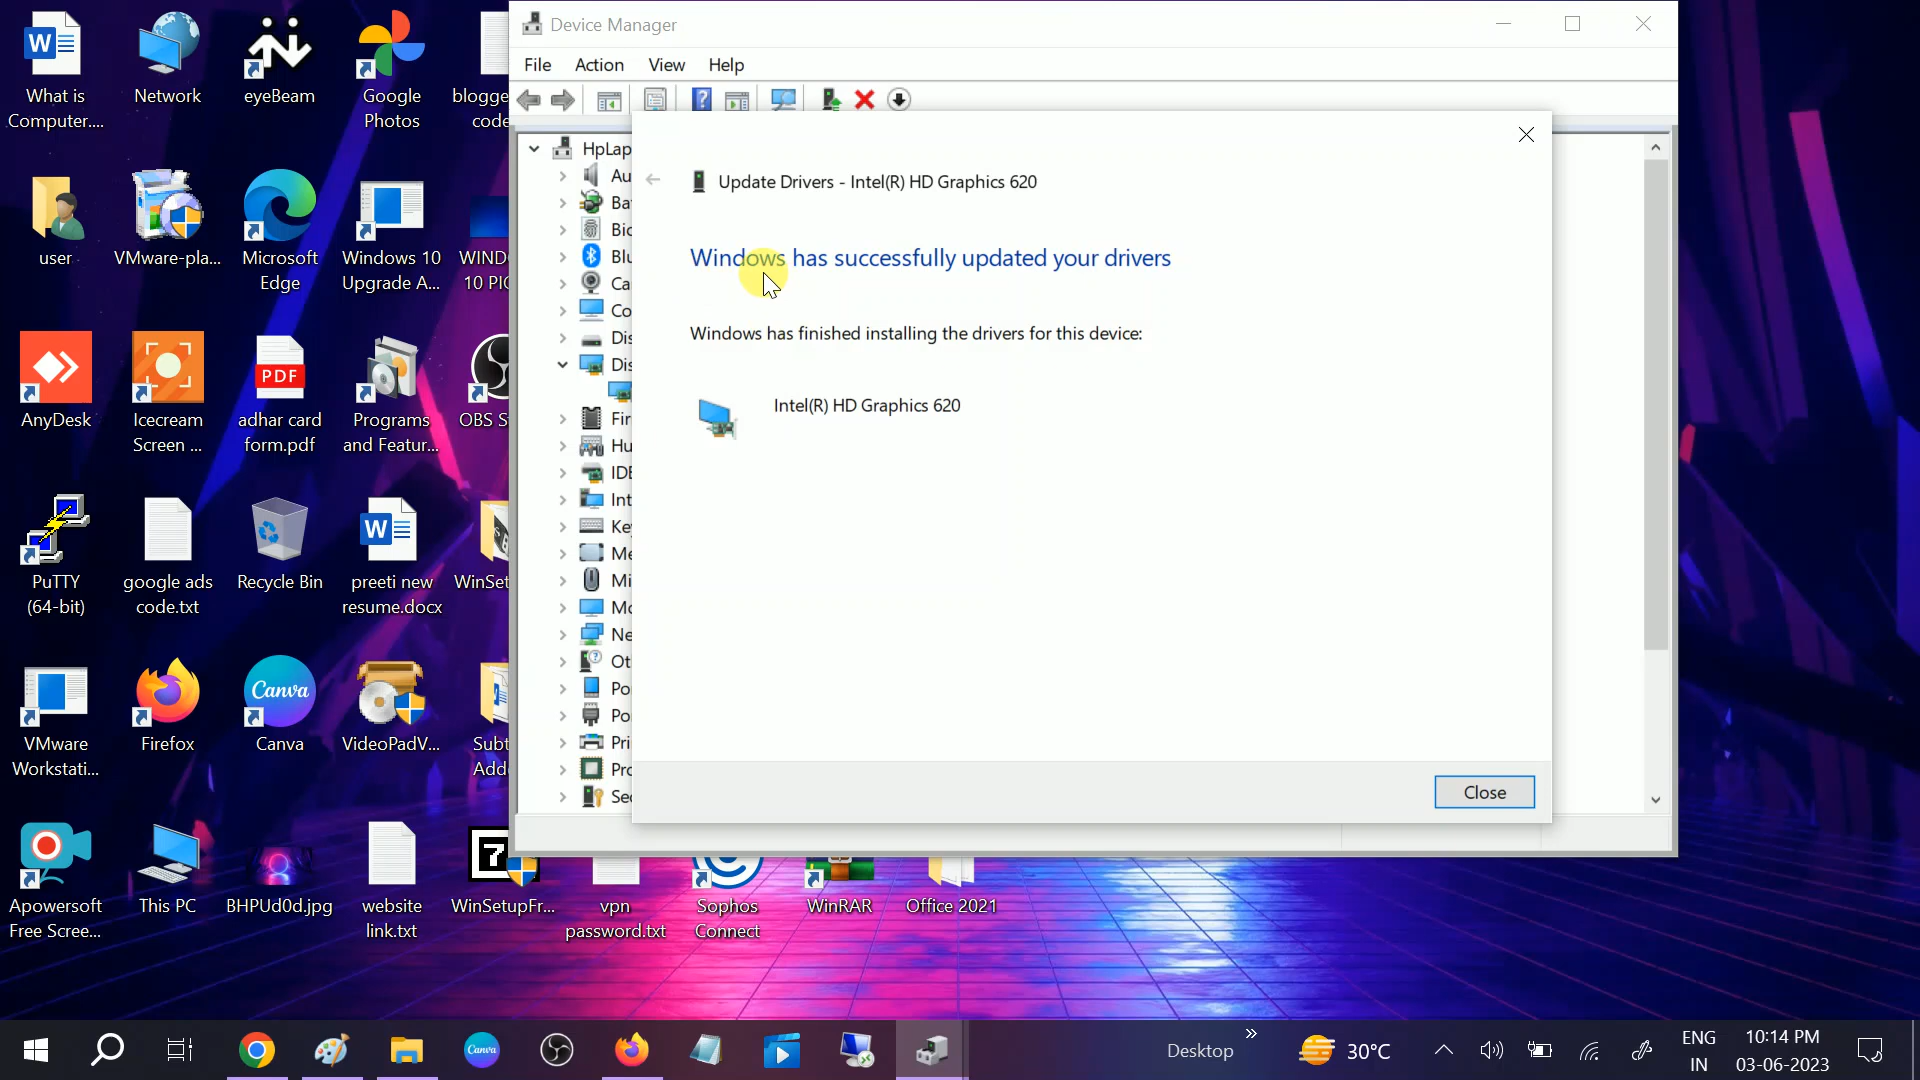 Device Manager
File Action View Help
HpLap
Au
Ba
Bio
Blu
Ca
Co
Dis
Dis
Fir
Hu
IDE
Int
Key
Me
Mi
Mo
Ne
Ot
Po
Po
Pri
Pro
Sec
Update Drivers - Intel(R) HD Graphics 620
Windows has successfully updated your drivers
Windows has finished installing the drivers for this device:
Intel(R) HD Graphics 620
Close
What is
Computer....
Network
eyeBeam
Google
Photos
blogge
code
user
VMware-pla...
Microsoft
Edge
Windows 10
Upgrade A...
WIND
10 PIC
AnyDesk
Icecream
Screen ...
PDF
adhar card
form.pdf
Programs
and Featur...
OBS S
PuTTY
(64-bit)
google ads
code.txt
Recycle Bin
preeti new
resume.docx
WinSet
VMware
Workstati...
Firefox
Canva
Canva
VideoPadV...
Subt
Add
Apowersoft
Free Scree...
This PC
BHPUd0d.jpg
website
link.txt
WinSetupFr...
vpn
password.txt
Sophos
Connect
WinRAR
Office 2021
Canva
Desktop
30°C
ENG
IN
10:14 PM
03-06-2023